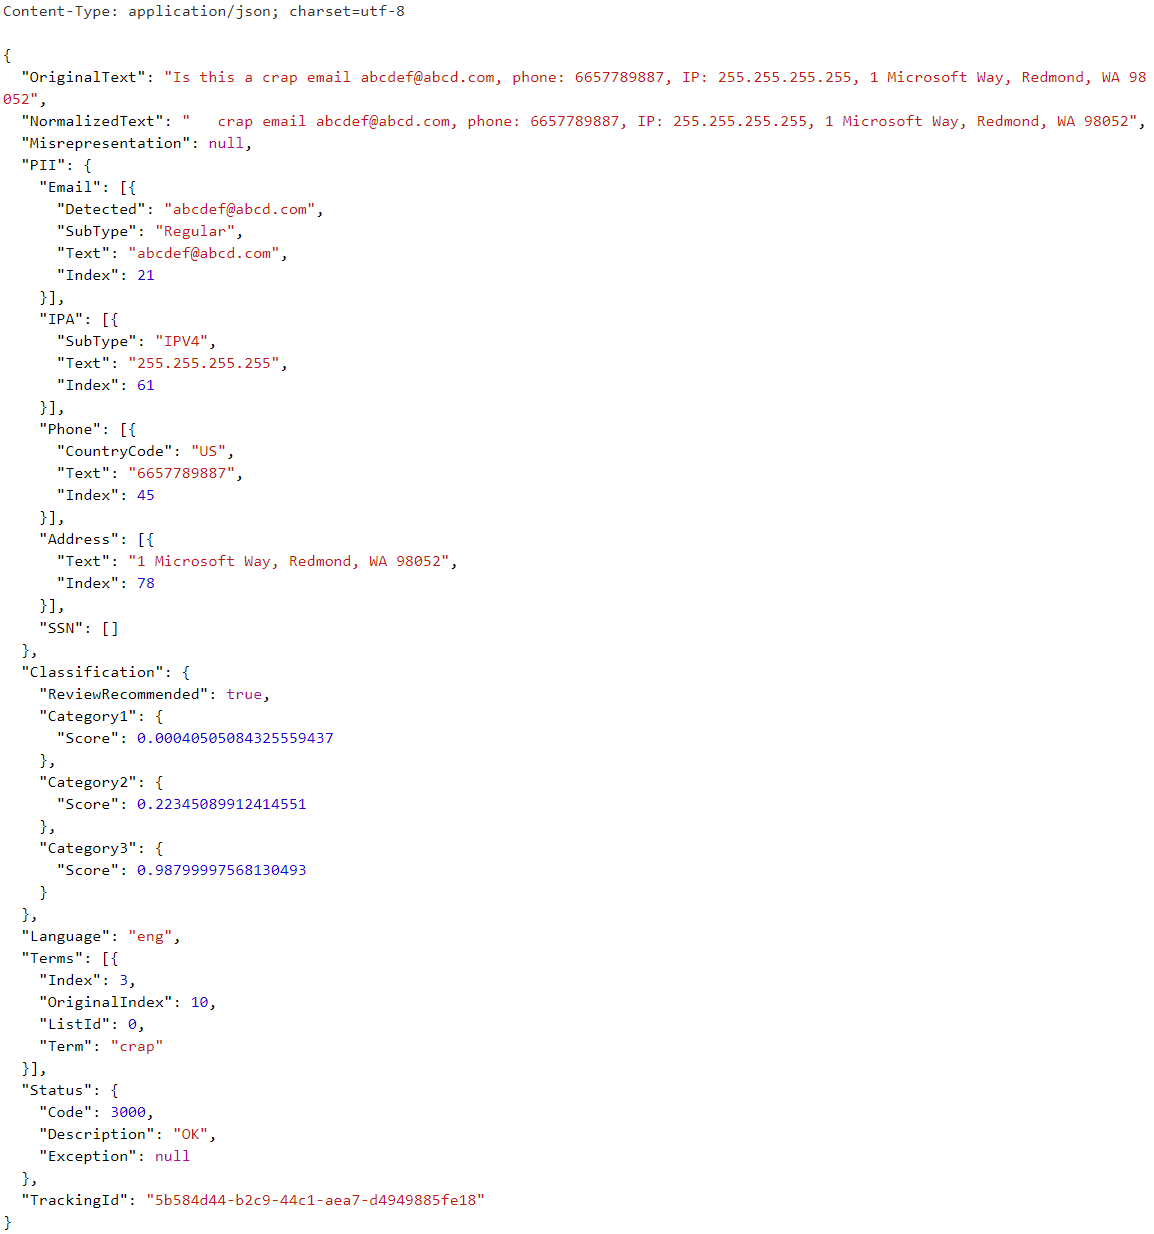 Content-Type: application/json; charset=utf-8

{
  "OriginalText": "Is this a crap email abcdef@abcd.com, phone: 6657789887, IP: 255.255.255.255, 1 Microsoft Way, Redmond, WA 98
052",
  "NormalizedText": "   crap email abcdef@abcd.com, phone: 6657789887, IP: 255.255.255.255, 1 Microsoft Way, Redmond, WA 98052",
  "Misrepresentation": null,
  "PII": {
    "Email": [{
      "Detected": "abcdef@abcd.com",
      "SubType": "Regular",
      "Text": "abcdef@abcd.com",
      "Index": 21
    }],
    "IPA": [{
      "SubType": "IPV4",
      "Text": "255.255.255.255",
      "Index": 61
    }],
    "Phone": [{
      "CountryCode": "US",
      "Text": "6657789887",
      "Index": 45
    }],
    "Address": [{
      "Text": "1 Microsoft Way, Redmond, WA 98052",
      "Index": 78
    }],
    "SSN": []
  },
  "Classification": {
    "ReviewRecommended": true,
    "Category1": {
      "Score": 0.00040505084325559437
    },
    "Category2": {
      "Score": 0.22345089912414551
    },
    "Category3": {
      "Score": 0.98799997568130493
    }
  },
  "Language": "eng",
  "Terms": [{
    "Index": 3,
    "OriginalIndex": 10,
    "ListId": 0,
    "Term": "crap"
  }],
  "Status": {
    "Code": 3000,
    "Description": "OK",
    "Exception": null
  },
  "TrackingId": "5b584d44-b2c9-44c1-aea7-d4949885fe18"
}